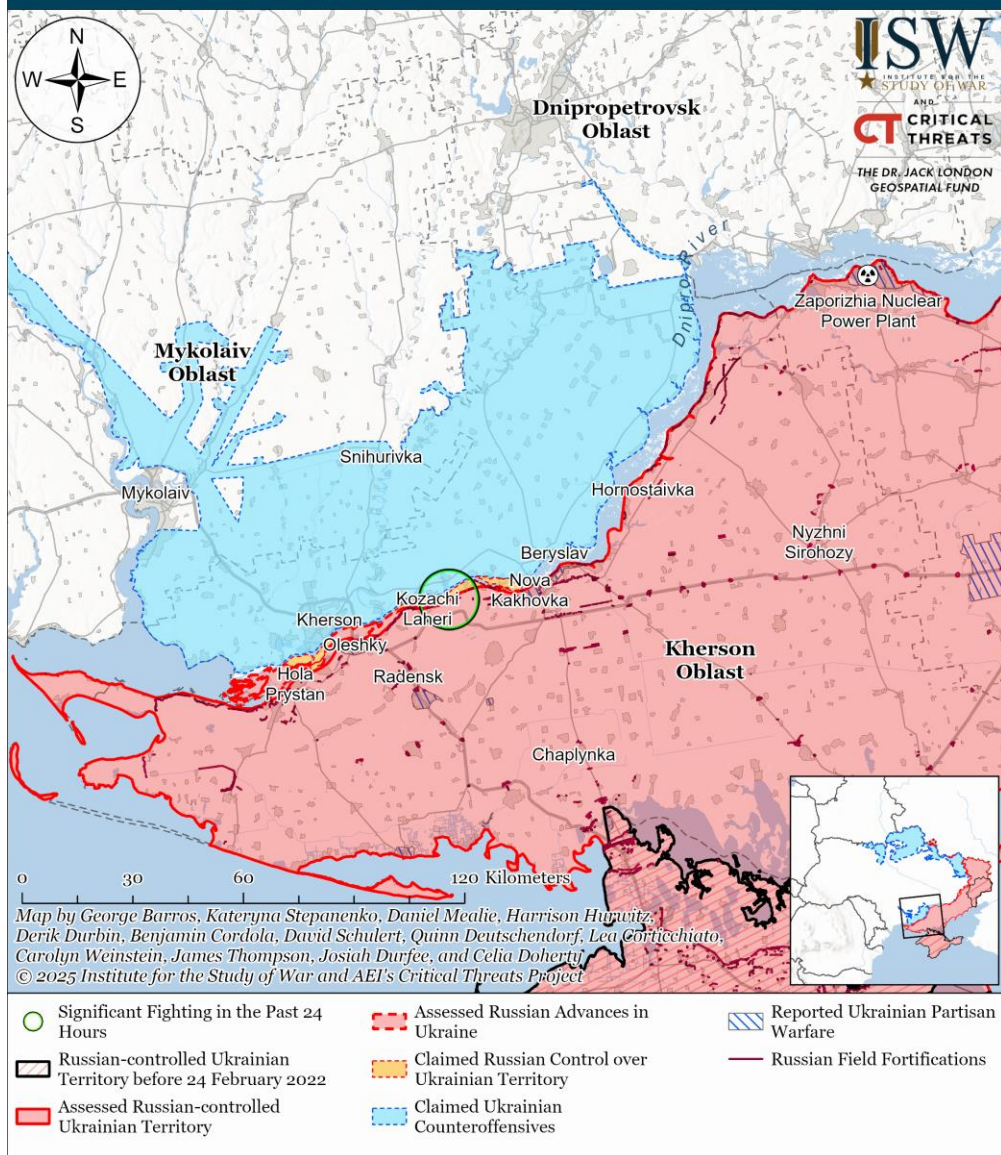 N
W E
S
ISW
INSTITUTE FOR THE
STUDY OF WAR
AND
CT CRITICAL
THREATS
THE DR. JACK LONDON
GEOSPATIAL FUND
Dnipropetrovsk
Oblast
Dnipro River
Zaporizhia Nuclear
Power Plant
Mykolaiv
Oblast
Snihurivka
Mykolaiv
Hornostaivka
Nyzhni
Sirohozy
Beryslav
Nova
Kakhovka
Kozachi
Laheri
Kherson
Oleshky
Hola
Prystan
Radensk
Kherson
Oblast
Chaplynka
0 30 60 120 Kilometers
Map by George Barros, Kateryna Stepanenko, Daniel Mealie, Harrison Hurwitz,
Derik Durbin, Benjamin Cordola, David Schulert, Quinn Deutschendorf, Lea Corticchiato,
Carolyn Weinstein, James Thompson, Josiah Durfee, and Celia Doherty
© 2025 Institute for the Study of War and AEI's Critical Threats Project
Significant Fighting in the Past 24
Hours
Russian-controlled Ukrainian
Territory before 24 February 2022
Assessed Russian-controlled
Ukrainian Territory
Assessed Russian Advances in
Ukraine
Claimed Russian Control over
Ukrainian Territory
Claimed Ukrainian
Counteroffensives
Reported Ukrainian Partisan
Warfare
Russian Field Fortifications